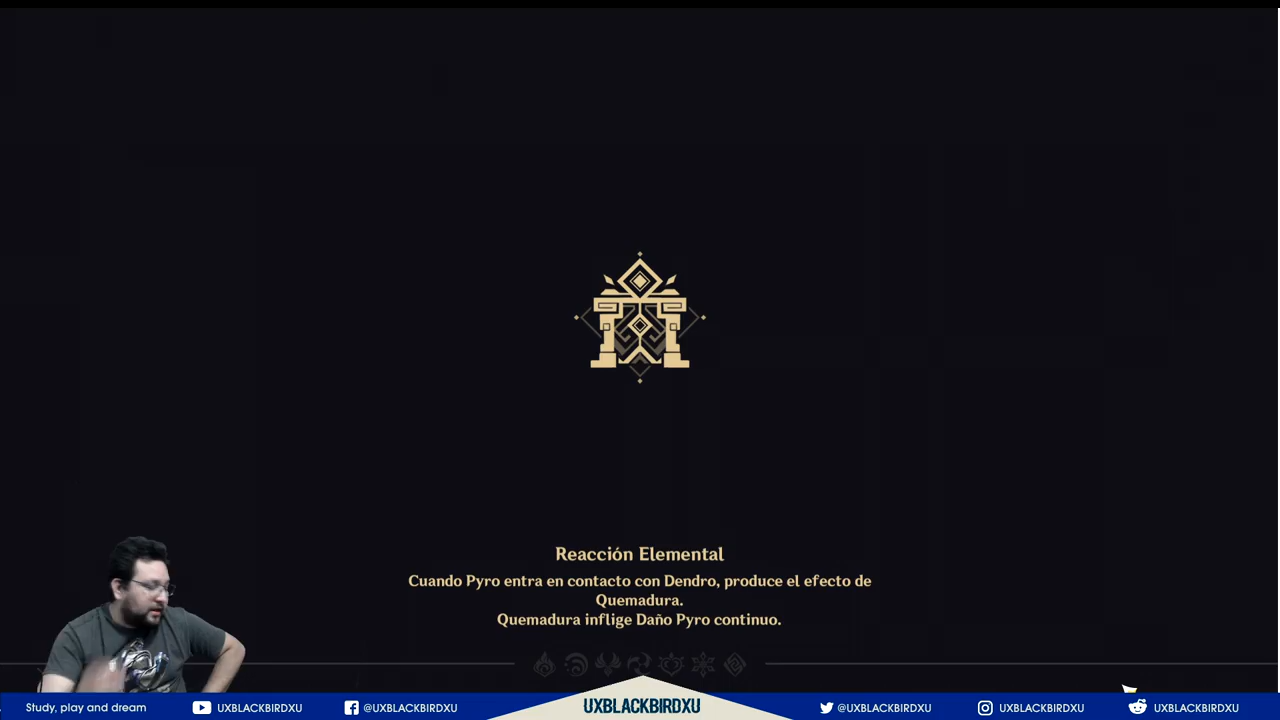 Reacción Elemental
Cuando Pyro entra en contacto con Dendro, produce el efecto de
Quemadura.
Quemadura inflige Daño Pyro continuo.
Study, play and dream
UXBLACKBIRDXU
@UXBLACKBIRDXU
UXBLACKBIRDXU
@UXBLACKBIRDXU
UXBLACKBIRDXU
UXBLACKBIRDXU